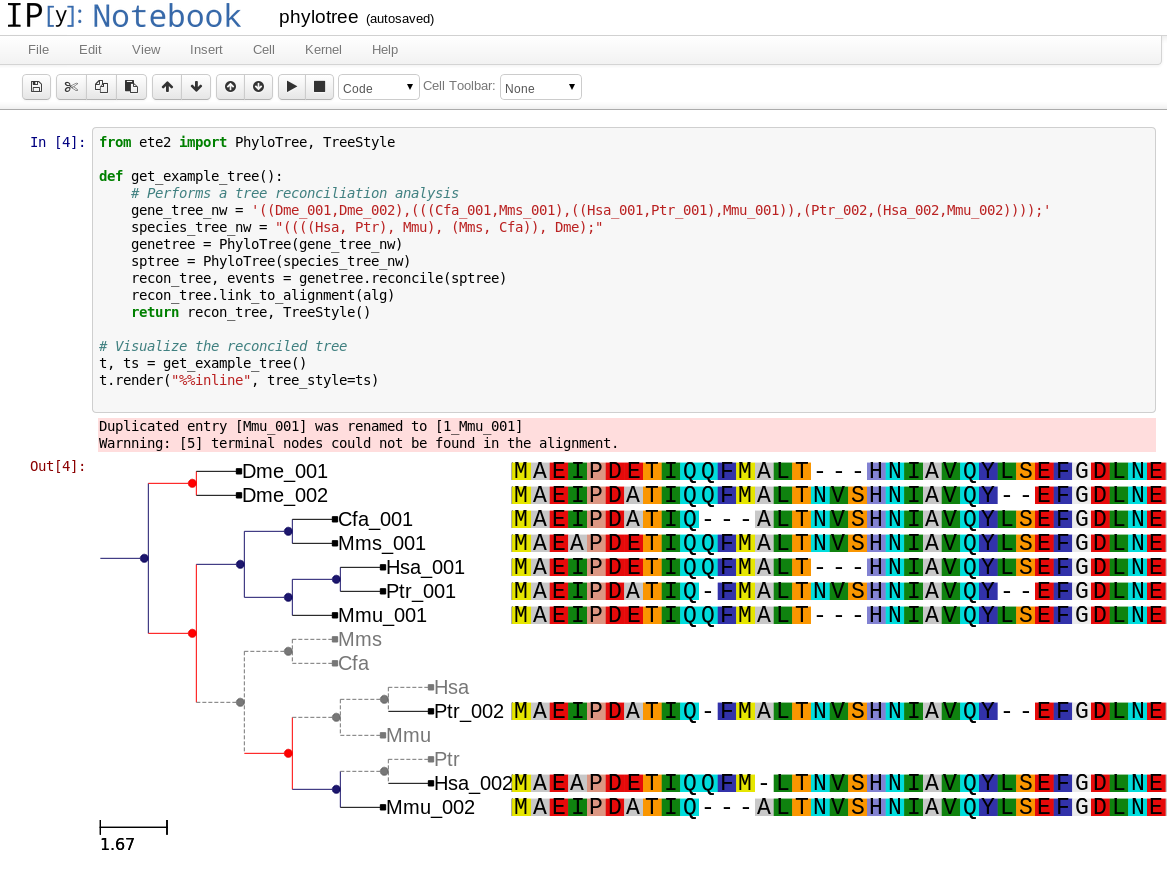 IP[y]: Notebook phylotree (autosaved)
File Edit View Insert Cell Kernel Help
Code Cell Toolbar: None
In [4]: from ete2 import PhyloTree, TreeStyle
def get_example_tree():
# Performs a tree reconciliation analysis
gene_tree_nw = '((Dme_001,Dme_002),(((Cfa_001,Mms_001),((Hsa_001,Ptr_001),Mmu_001)),(Ptr_002,(Hsa_002,Mmu_002))));'
species_tree_nw = "((((Hsa, Ptr), Mmu), (Mms, Cfa)), Dme);"
genetree = PhyloTree(gene_tree_nw)
sptree = PhyloTree(species_tree_nw)
recon_tree, events = genetree.reconcile(sptree)
recon_tree.link_to_alignment(alg)
return recon_tree, TreeStyle()
# Visualize the reconciled tree
t, ts = get_example_tree()
t.render("%%inline", tree_style=ts)
Duplicated entry [Mmu_001] was renamed to [1_Mmu_001]
Warnning: [5] terminal nodes could not be found in the alignment.
Out[4]:
Dme_001 MAEIPDETIQQFMALT---HNIAVQYLSEFGDLNE
Dme_002 MAEIPDATIQQFMALTNVSHNIAVQY--EFGDLNE
Cfa_001 MAEIPDATIQ---ALTNVSHNIAVQYLSEFGDLNE
Mms_001 MAEAPDETIQQFMALTNVSHNIAVQYLSEFGDLNE
Hsa_001 MAEIPDETIQQFMALT---HNIAVQYLSEFGDLNE
Ptr_001 MAEIPDATIQ-FMALTNVSHNIAVQY--EFGDLNE
Mmu_001 MAEIPDETIQQFMALT---HNIAVQYLSEFGDLNE
Mms
Cfa
Hsa
Ptr_002 MAEIPDATIQ-FMALTNVSHNIAVQY--EFGDLNE
Mmu
Ptr
Hsa_002 MAEAPDETIQQFM-LTNVSHNIAVQYLSEFGDLNE
Mmu_002 MAEIPDATIQ---ALTNVSHNIAVQYLSEFGDLNE
1.67